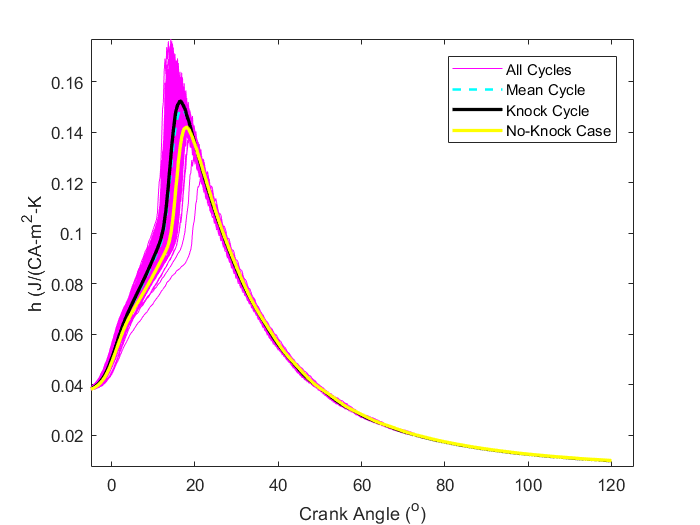 All Cycles
Mean Cycle
Knock Cycle
No-Knock Case
0.16
0.14
0.12
0.1
0.08
0.06
0.04
0.02
h (J/(CA-m²-K
0 20 40 60 80 100 120
Crank Angle (º)